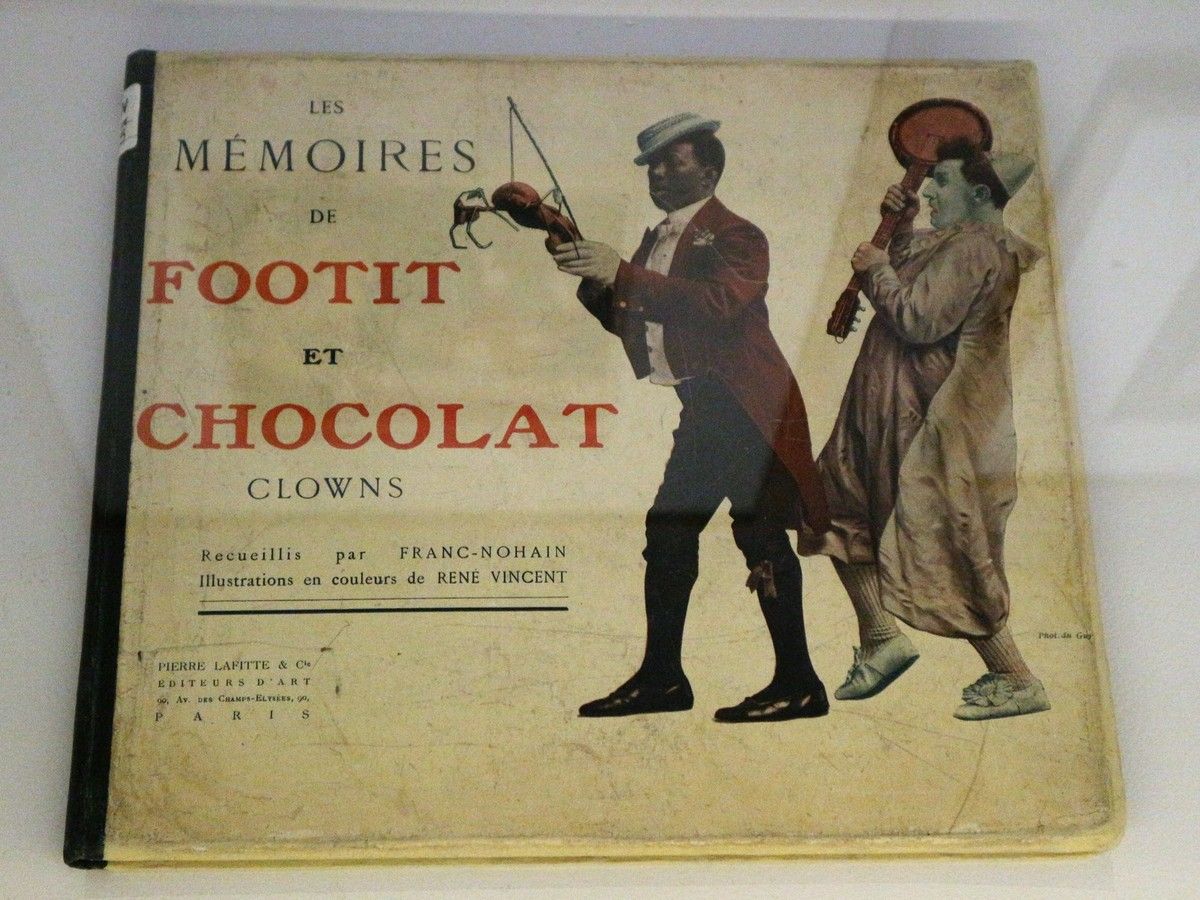 LES
MÉMOIRES
DE
FOOTIT
ET
CHOCOLAT
CLOWNS
Recueillis par FRANC-NOHAIN
Illustrations en couleurs de RENÉ VINCENT
PIERRE LAFITTE & Cie
EDITEURS D'ART
90, Av. DES CHAMPS-ELYSÉES, 90,
PARIS
Phot. du Guy